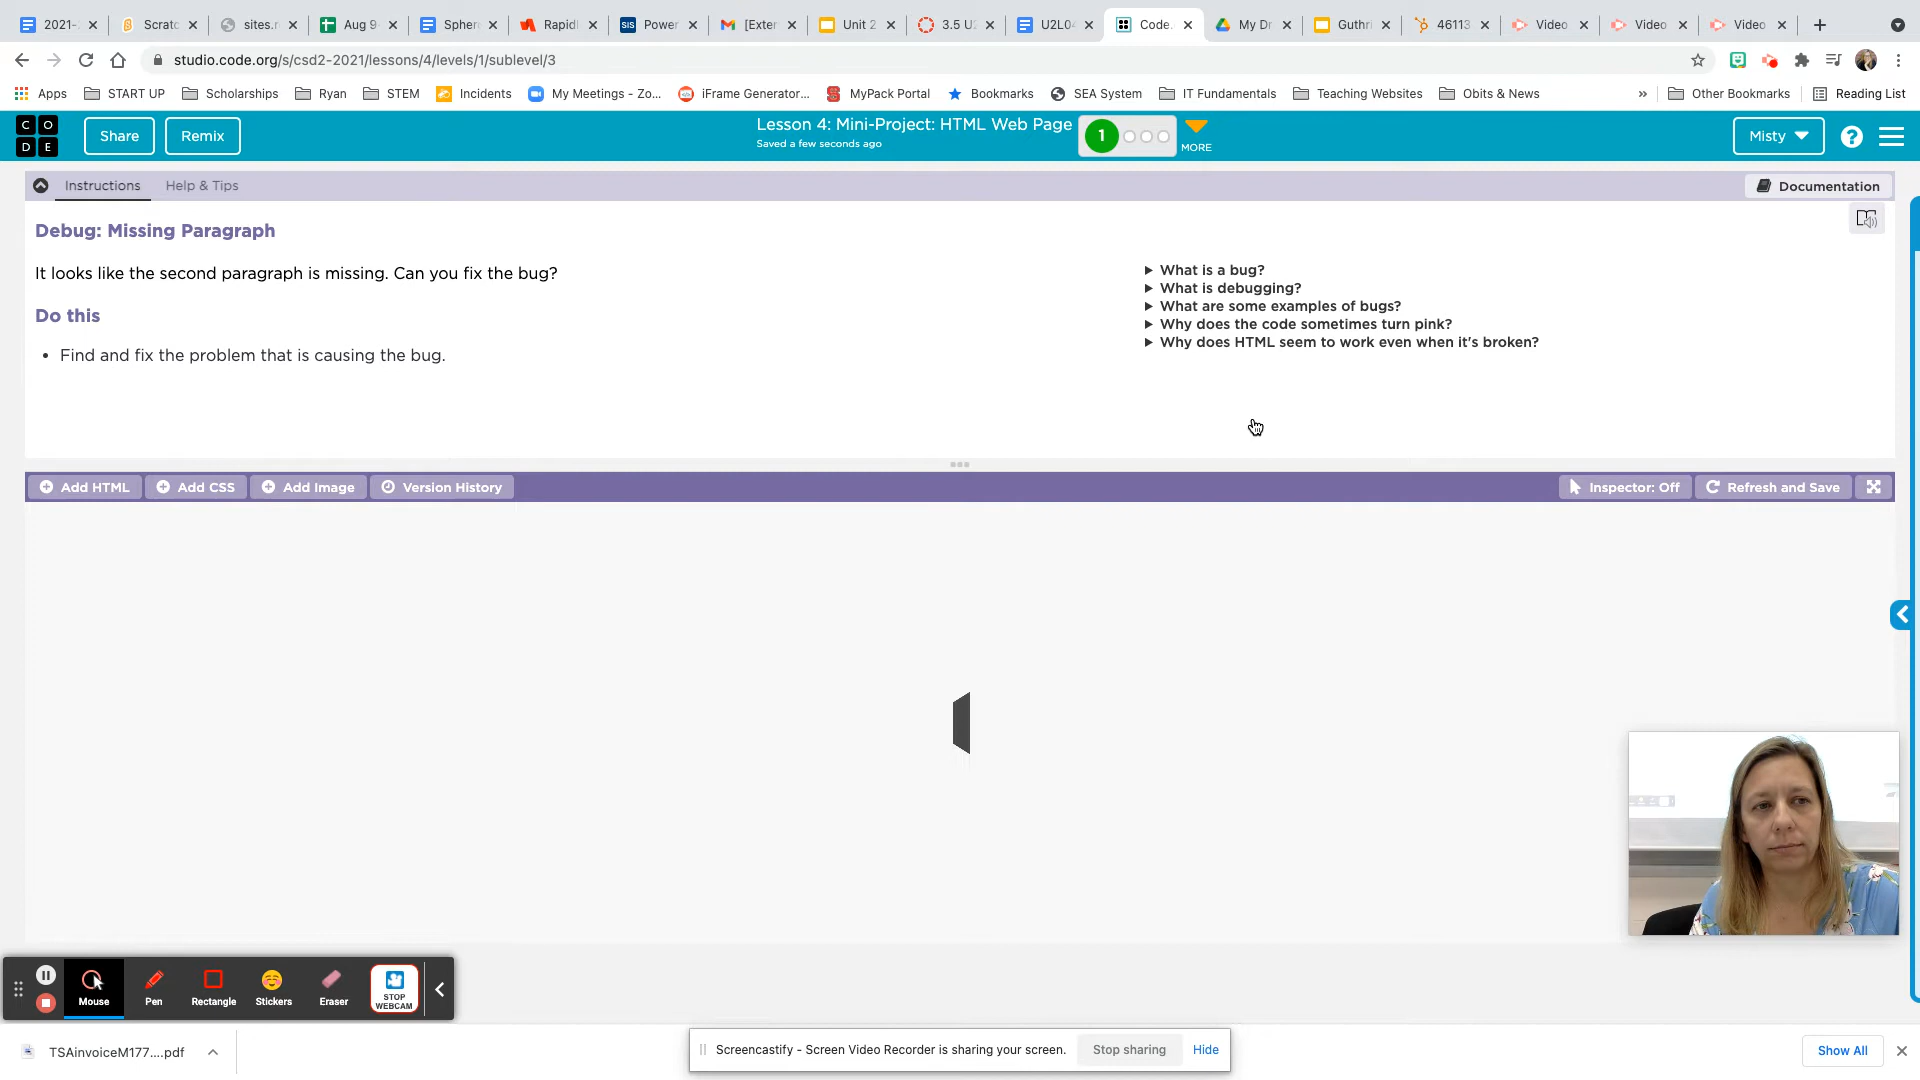 2021-
Scratc
sites.r
Aug 9
Sphere
Rapidl
Power
[Exter
Unit 2
3.5 U2
U2L04
Code.
My Dr
Guthri
46113
Video
Video
Video
studio.code.org/s/csd2-2021/lessons/4/levels/1/sublevel/3
Apps
START UP
Scholarships
Ryan
STEM
Incidents
My Meetings - Zo...
iFrame Generator...
MyPack Portal
Bookmarks
SEA System
IT Fundamentals
Teaching Websites
Obits & News
»
Other Bookmarks
Reading List
C O
D E
Share
Remix
Lesson 4: Mini-Project: HTML Web Page
Saved a few seconds ago
1
MORE
Misty
?
Instructions
Help & Tips
Documentation
Debug: Missing Paragraph
It looks like the second paragraph is missing. Can you fix the bug?
Do this
• Find and fix the problem that is causing the bug.
What is a bug?
What is debugging?
What are some examples of bugs?
Why does the code sometimes turn pink?
Why does HTML seem to work even when it's broken?
Add HTML
Add CSS
Add Image
Version History
Inspector: Off
Refresh and Save
Mouse
Pen
Rectangle
Stickers
Eraser
STOP
WEBCAM
TSAinvoiceM177....pdf
Screencastify - Screen Video Recorder is sharing your screen.
Stop sharing
Hide
Show All